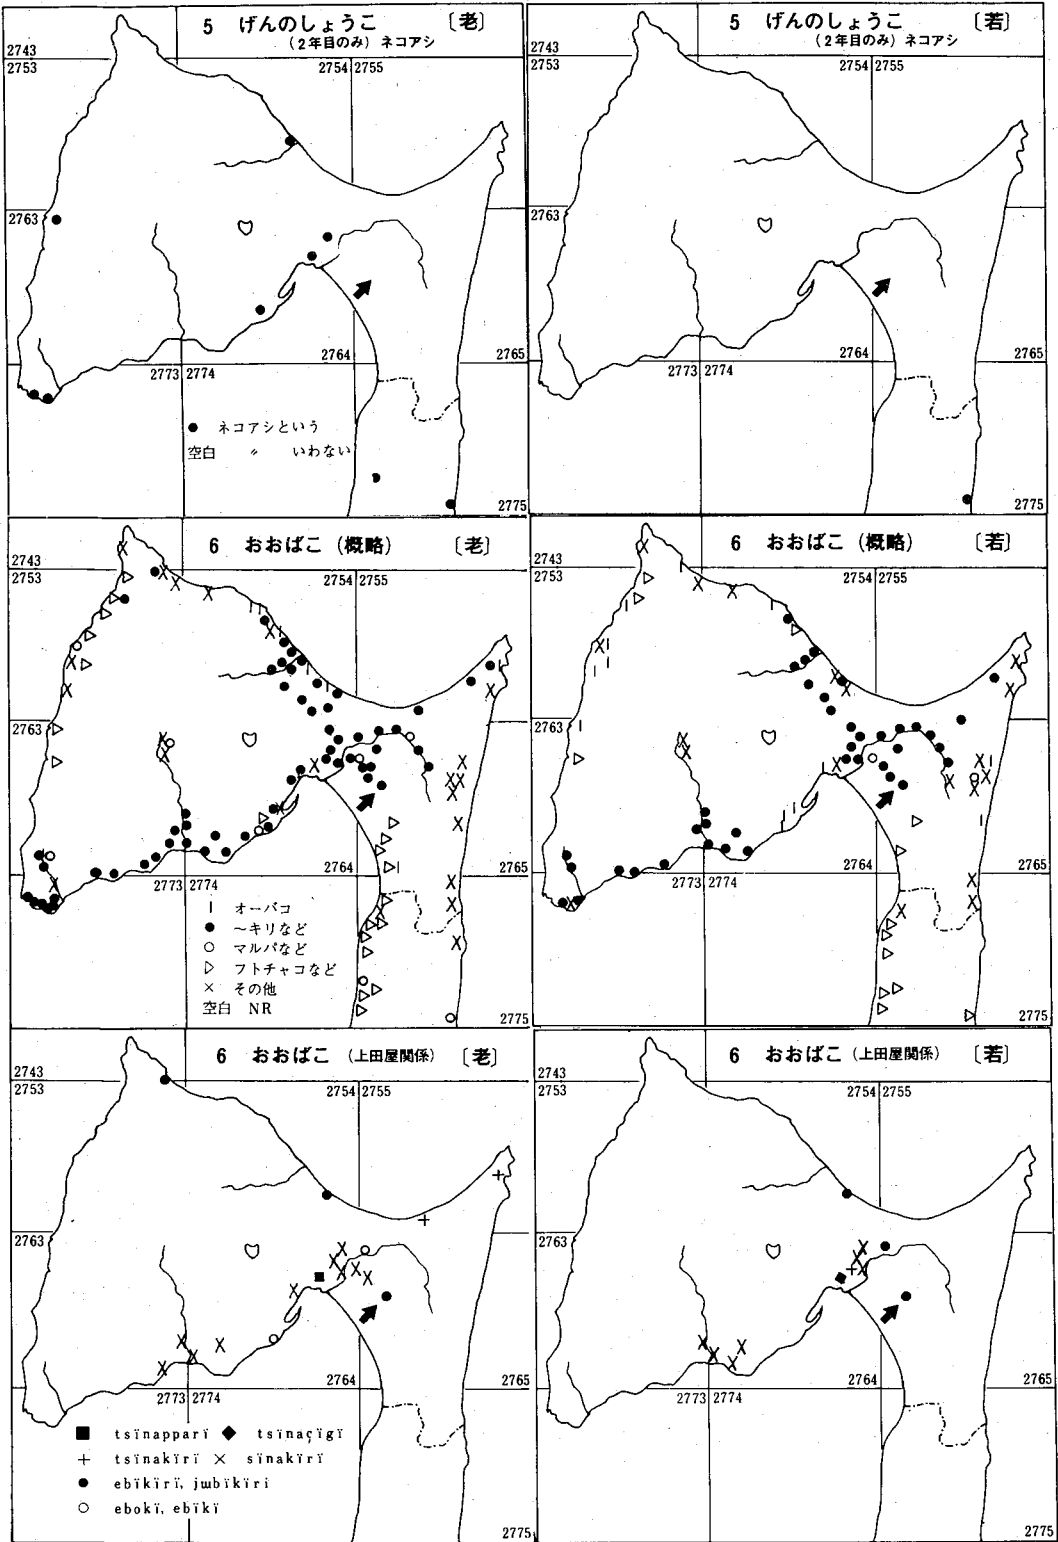 5 げんのしょうこ 〔老〕
(2年目のみ) ネコアシ
2743
2753
2754 2755
2763
2764
2765
2773 2774
● ネコアシという
空白 〃 いわない
2775
5 げんのしょうこ 〔若〕
(2年目のみ) ネコアシ
2743
2753
2754 2755
2763
2764
2765
2773 2774
2775
6 おおばこ (概略) 〔老〕
2743
2753
2754 2755
2763
2764
2765
2773 2774
| オーバコ
● ~キリなど
○ マルバなど
▷ フトチャコなど
× その他
空白 NR
2775
6 おおばこ (概略) 〔若〕
2743
2753
2754 2755
2763
2764
2765
2773 2774
2775
6 おおばこ (上田屋関係) 〔老〕
2743
2753
2754 2755
2763
2764
2765
2773 2774
■ tsïnapparï ◆ tsïnaçïgï
+ tsïnakïrï × sïnakïrï
● ebïkïrï, jɯbïkïri
○ ebokï, ebïkï
2775
6 おおばこ (上田屋関係) 〔若〕
2743
2753
2754 2755
2763
2764
2765
2773 2774
2775